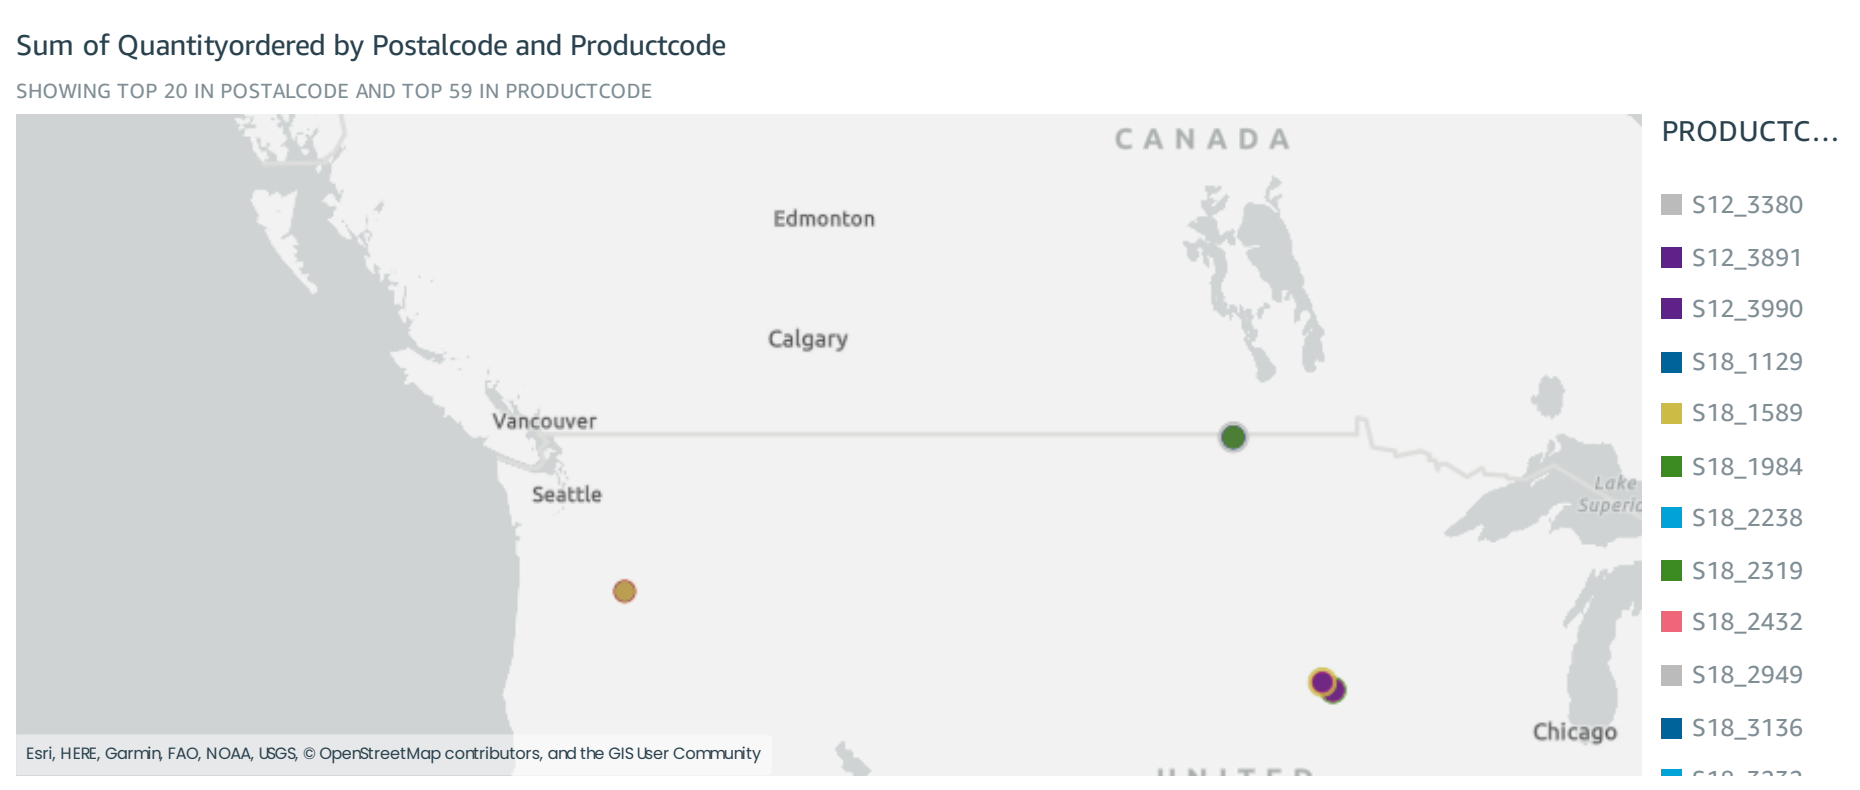 Sum of Quantityordered by Postalcode and Productcode
SHOWING TOP 20 IN POSTALCODE AND TOP 59 IN PRODUCTCODE
CANADA
Edmonton
Calgary
Vancouver
Seattle
Lake
Chicago
Esri, HERE, Garmin, FAO, NOAA, USGS, © OpenStreetMap contributors, and the GIS User Community
PRODUCTC...
S12_3380
S12_3891
S12_3990
S18_1129
S18_1589
S18_1984
S18_2238
S18_2319
S18_2432
S18_2949
S18_3136